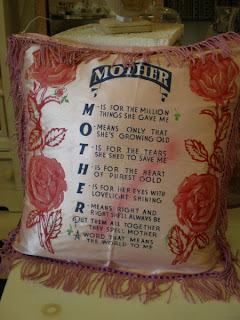 MOTHER
M - IS FOR THE MILLION
THINGS SHE GAVE ME
O - MEANS ONLY THAT
SHE'S GROWING OLD
T - IS FOR THE TEARS
SHE SHED TO SAVE ME
H - IS FOR THE HEART
OF PUREST GOLD
E - IS FOR HER EYES WITH
LOVELIGHT SHINING
R - MEANS RIGHT AND
RIGHT SHE'LL ALWAYS BE
PUT THEM ALL TOGETHER
THEY SPELL MOTHER
A WORD THAT MEANS
THE WORLD TO ME